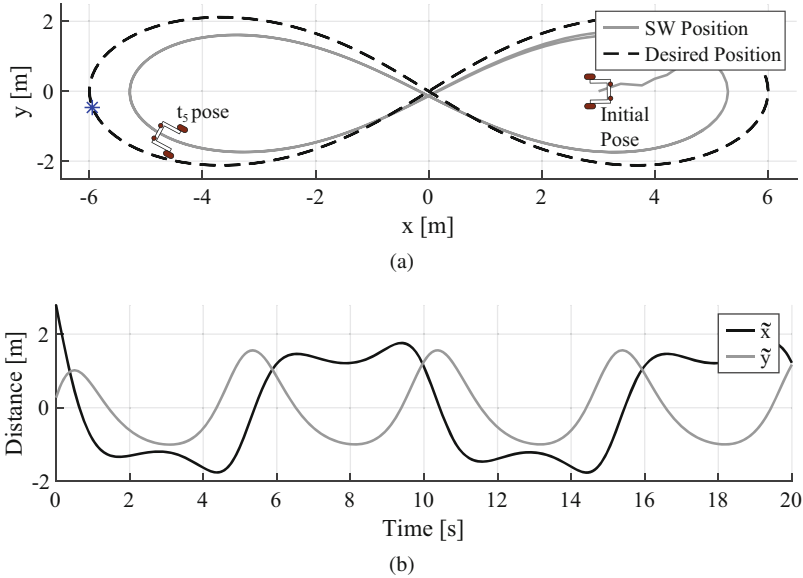 2
0
-2
y [m]
-6
-4
-2
0
2
4
6
x [m]
t5 pose
Initial
Pose
SW Position
Desired Position
(a)
2
0
-2
Distance [m]
0
2
4
6
8
10
12
14
16
18
20
Time [s]
x̃
ỹ
(b)